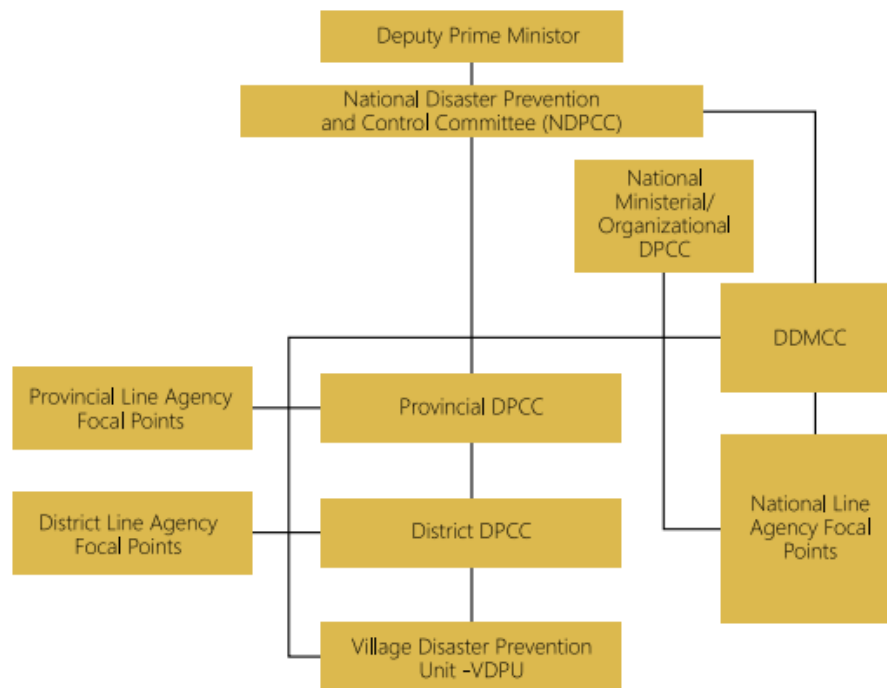 Deputy Prime Ministor
National Disaster Prevention
and Control Committee (NDPCC)
National
Ministerial/
Organizational
DPCC
DDMCC
Provincial Line Agency
Focal Points
Provincial DPCC
National Line
Agency Focal
Points
District Line Agency
Focal Points
District DPCC
Village Disaster Prevention
Unit -VDPU